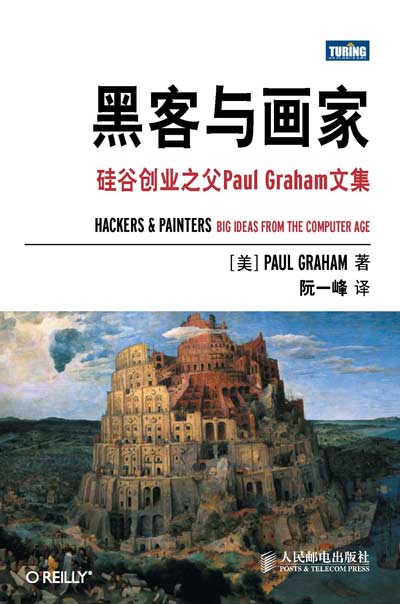 TURING
黑客与画家
硅谷创业之父Paul Graham文集
HACKERS & PAINTERS BIG IDEAS FROM THE COMPUTER AGE
[美] PAUL GRAHAM 著
阮一峰 译
O'REILLY
人民邮电出版社
POSTS & TELECOM PRESS